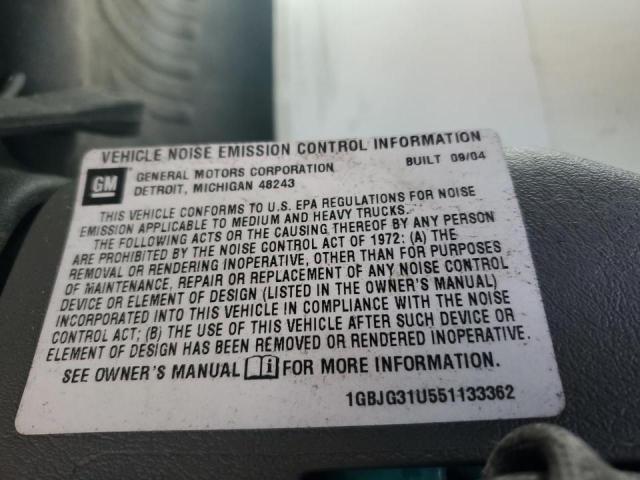 VEHICLE NOISE EMISSION CONTROL INFORMATION
GM
GENERAL MOTORS CORPORATION BUILT 09/04
DETROIT, MICHIGAN 48243
THIS VEHICLE CONFORMS TO U.S. EPA REGULATIONS FOR NOISE
EMISSION APPLICABLE TO MEDIUM AND HEAVY TRUCKS.
THE FOLLOWING ACTS OR THE CAUSING THEREOF BY ANY PERSON
ARE PROHIBITED BY THE NOISE CONTROL ACT OF 1972: (A) THE
REMOVAL OR RENDERING INOPERATIVE, OTHER THAN FOR PURPOSES
OF MAINTENANCE, REPAIR OR REPLACEMENT OF ANY NOISE CONTROL
DEVICE OR ELEMENT OF DESIGN (LISTED IN THE OWNER'S MANUAL)
INCORPORATED INTO THIS VEHICLE IN COMPLIANCE WITH THE NOISE
CONTROL ACT; (B) THE USE OF THIS VEHICLE AFTER SUCH DEVICE OR
ELEMENT OF DESIGN HAS BEEN REMOVED OR RENDERED INOPERATIVE.
SEE OWNER'S MANUAL FOR MORE INFORMATION.
1GBJG31U551133362